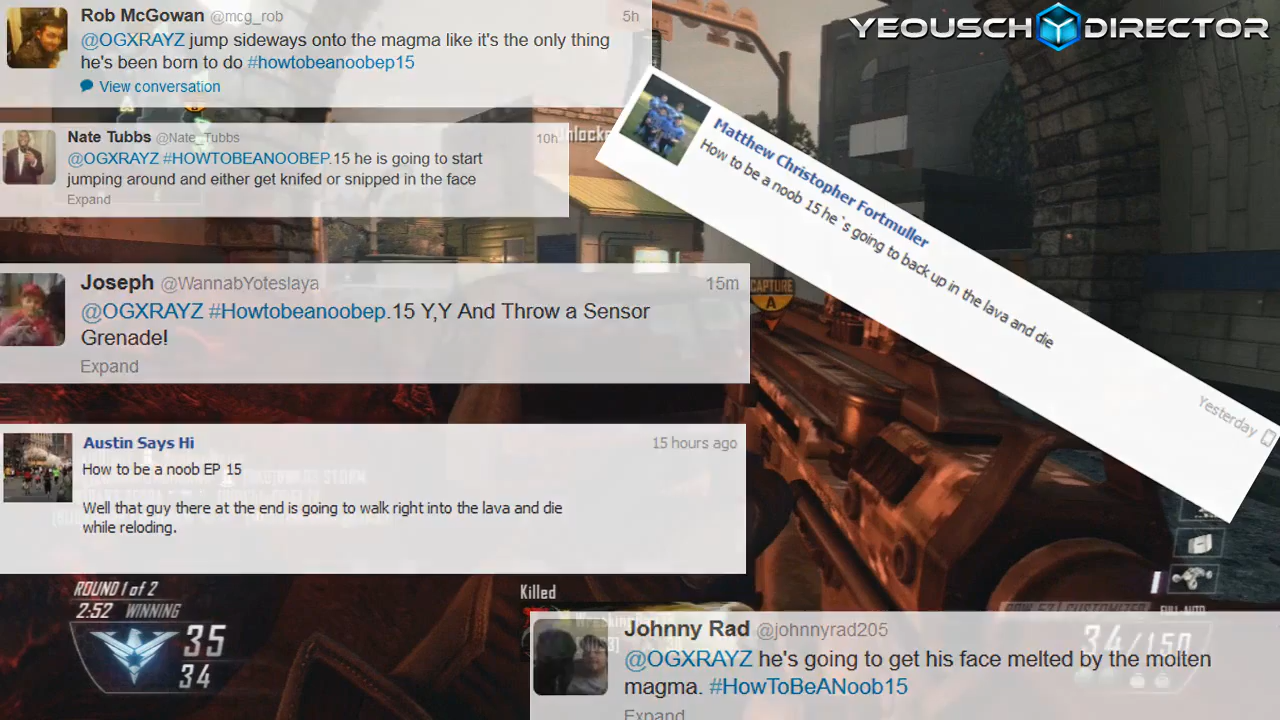 Rob McGowan @mcg_rob 5h
@OGXRAYZ jump sideways onto the magma like it's the only thing
he's been born to do #howtobeanoobep15
View conversation
YEOUSCH DIRECTOR
Nate Tubbs @Nate_Tubbs 10h
@OGXRAYZ #HOWTOBEANOOBEP.15 he is going to start
jumping around and either get knifed or snipped in the face
Expand
Matthew Christopher Fortmuller
How to be a noob 15 he`s going to back up in the lava and die
Yesterday
Joseph @WannabYoteslaya 15m
@OGXRAYZ #Howtobeanoobep.15 Y,Y And Throw a Sensor
Grenade!
Expand
CAPTURE
A
Austin Says Hi 15 hours ago
How to be a noob EP 15
Well that guy there at the end is going to walk right into the lava and die
while reloding.
ROUND 1 of 2
2:52 WINNING
35
34
Killed
FULL-AUTO
34/150
Johnny Rad @johnnyrad205
@OGXRAYZ he's going to get his face melted by the molten
magma. #HowToBeANoob15
Expand